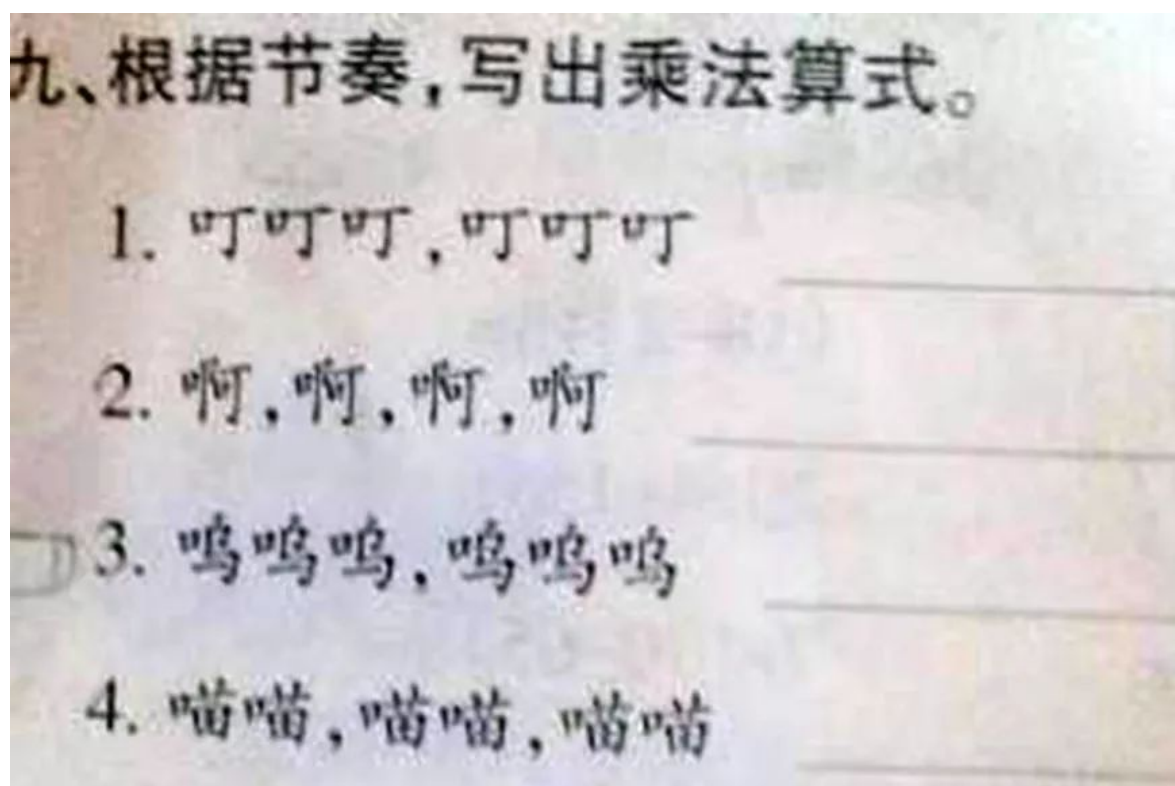 九、根据节奏,写出乘法算式。
1. 叮叮叮,叮叮叮
2. 啊,啊,啊,啊
3. 呜呜呜,呜呜呜
4. 喵喵,喵喵,喵喵